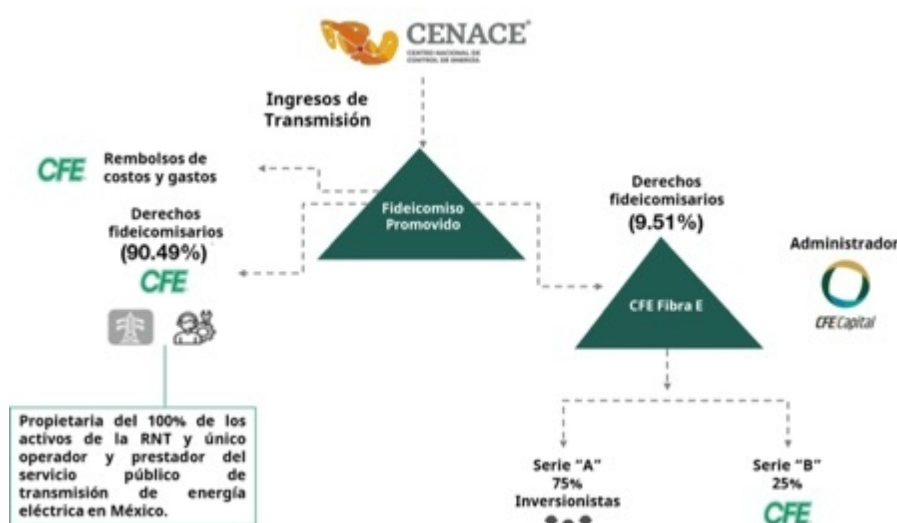 CENACE®
CENTRO NACIONAL DE
CONTROL DE ENERGÍA
Ingresos de
Transmisión
CFE
Rembolsos de
costos y gastos
Fideicomiso
Promovido
Derechos
fideicomisarios
(90.49%)
CFE
Derechos
fideicomisarios
(9.51%)
CFE Fibra E
Administrador
CFECapital
Propietaria del 100% de los
activos de la RNT y único
operador y prestador del
servicio público de
transmisión de energía
eléctrica en México.
Serie "A"
75%
Inversionistas
Serie "B"
25%
CFE